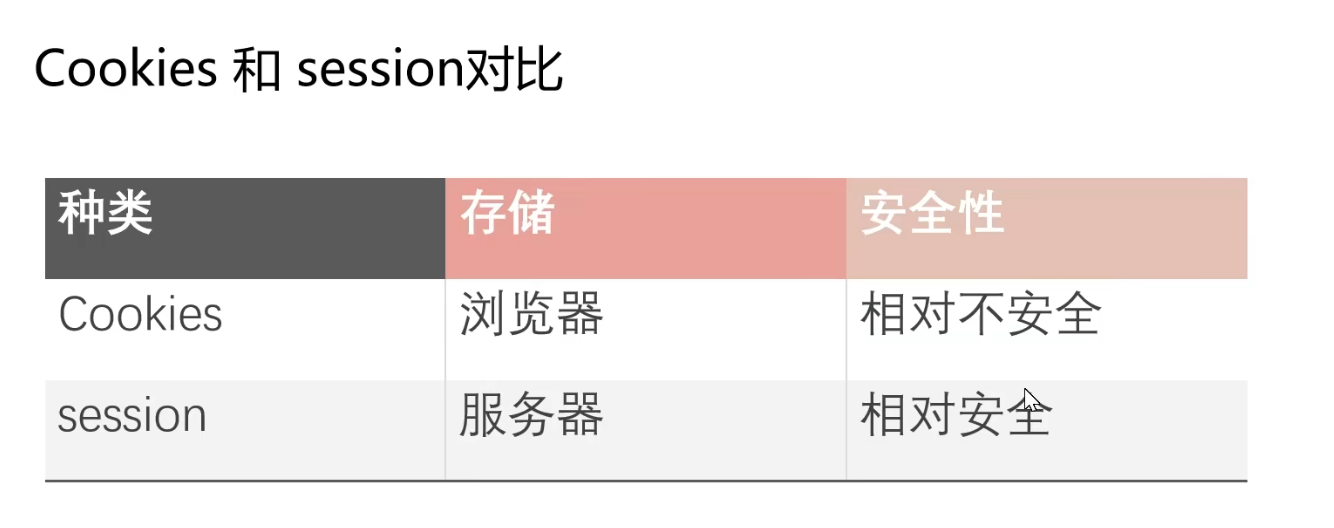 Cookies 和 session对比
种类 存储 安全性
Cookies 浏览器 相对不安全
session 服务器 相对安全